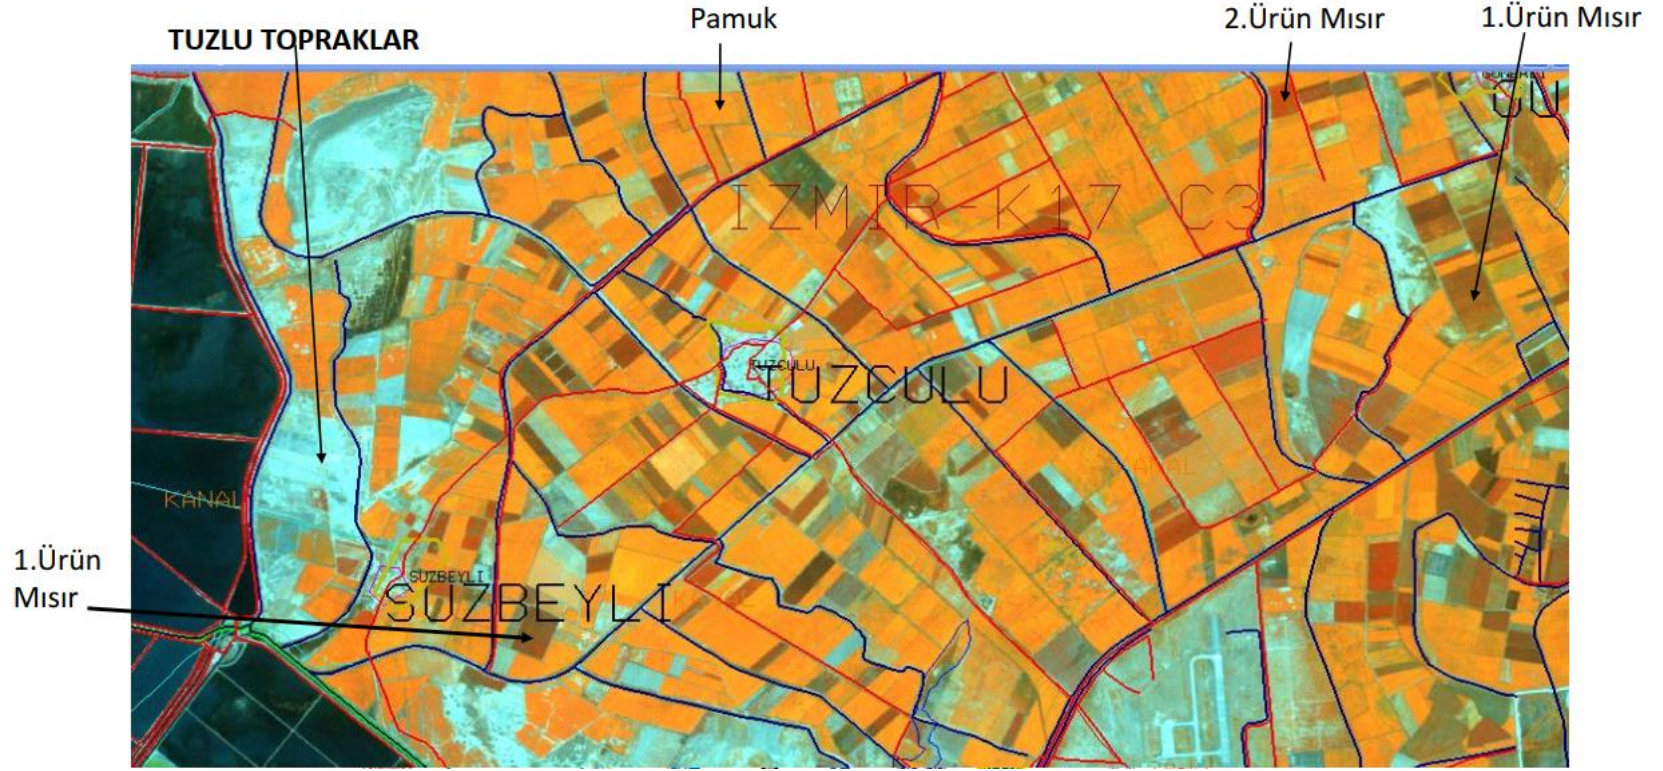 Pamuk
2.Ürün Mısır
1.Ürün Mısır
TUZLU TOPRAKLAR
IZMIR-K17 C3
TUZCULU
TUZCULU
KANAL
KANAL
SUZBEYLI
SUZBEYLI
1.Ürün
Mısır